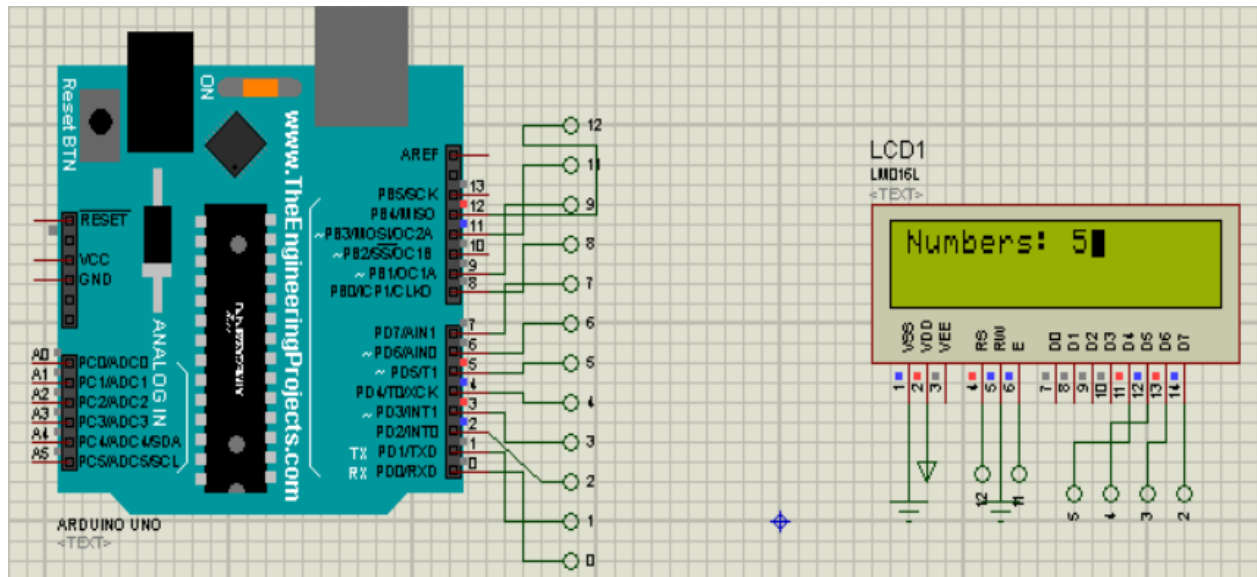 Reset BTN
ON
www.TheEngineeringProjects.com
ANALOG IN
RESET
VCC
GND
A0 PC0/ADC0
A1 PC1/ADC1
A2 PC2/ADC2
A3 PC3/ADC3
A4 PC4/ADC4/SDA
A5 PC5/ADC5/SCL
AREF
PB5/SCK 13
PB4/MISO 12
~PB3/MOSI/OC2A 11
~PB2/SS/OC1B 10
~PB1/OC1A 9
PB0/ICP1/CLKO 8
PD7/AIN1 7
~PD6/AIN0 6
~PD5/T1 5
PD4/T0/XCK 4
~PD3/INT1 3
PD2/INT0 2
TX PD1/TXD 1
RX PD0/RXD 0
ARDUINO UNO
<TEXT>
12
11
9
8
7
6
5
4
3
2
1
0
LCD1
LM016L
<TEXT>
Numbers: 5
VSS VDD VEE RS RW E D0 D1 D2 D3 D4 D5 D6 D7
1 2 3 4 5 6 7 8 9 10 11 12 13 14
12 11 5 4 3 2